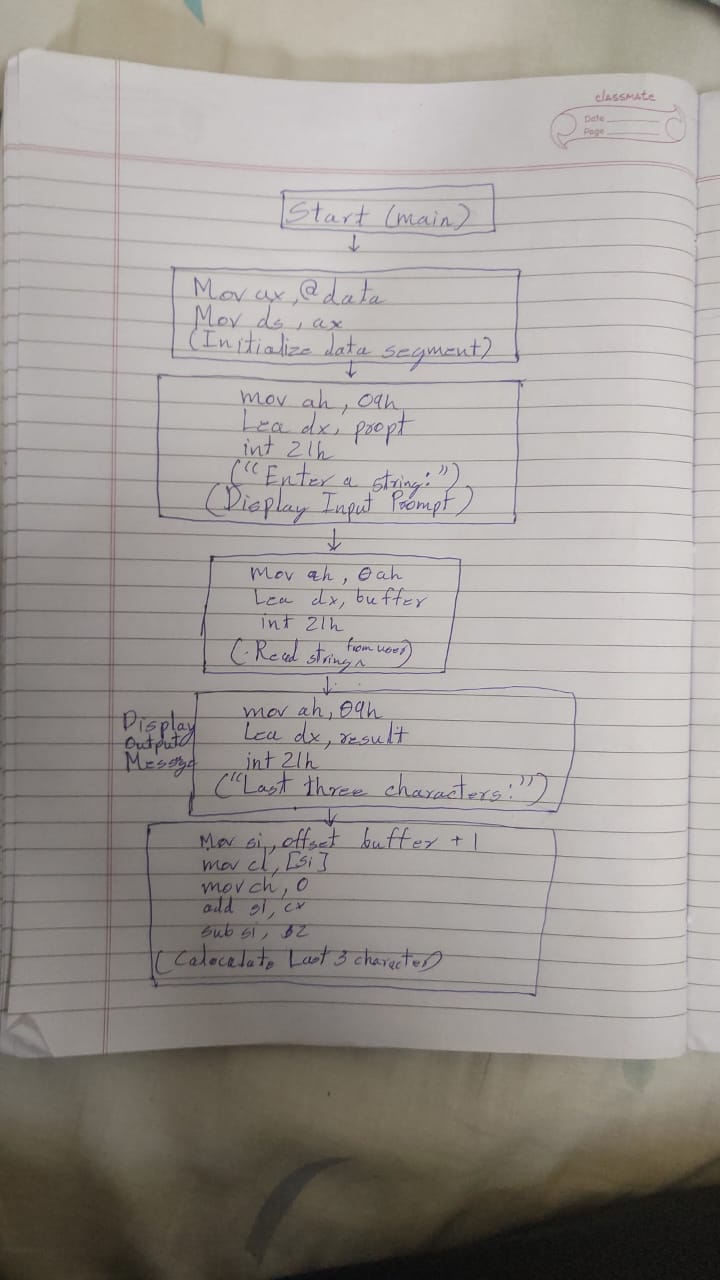 classmate
Date
Page
Start (main)
↓
Mov ax, @data
Mov ds, ax
(Initialize data segment)
↓
mov ah, 09h
Lea dx, propt
int 21h
("Enter a string:")
(Display Input Prompt)
↓
Mov ah, 0ah
Lea dx, buffer
int 21h
(Read string from user)
↓
Display
Output
Message
mov ah, 09h
Lea dx, result
int 21h
("Last three characters:")
↓
Mov si, offset buffer + 1
mov cl, [si]
mov ch, 0
add si, cx
sub si, 2
(Calocalate Last 3 character)